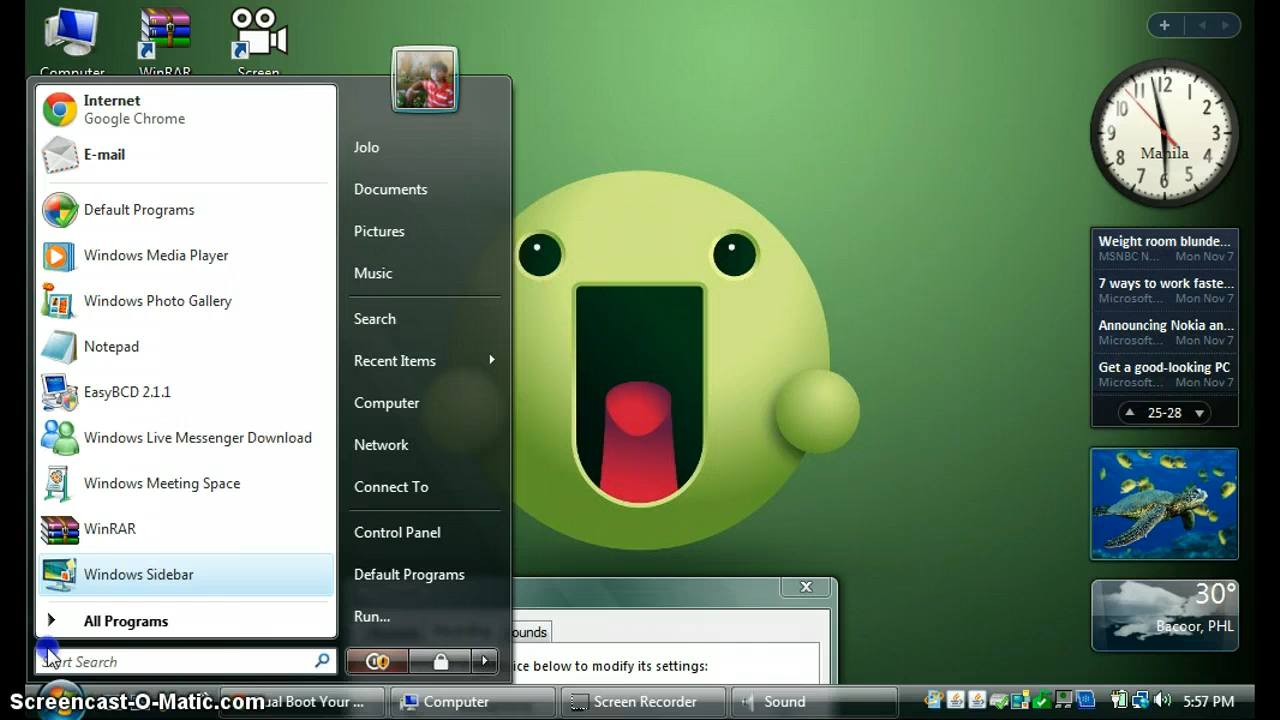 Computer
WinRAR
Screen
Internet
Google Chrome
E-mail
Default Programs
Windows Media Player
Windows Photo Gallery
Notepad
EasyBCD 2.1.1
Windows Live Messenger Download
Windows Meeting Space
WinRAR
Windows Sidebar
All Programs
Search
Jolo
Documents
Pictures
Music
Search
Recent Items
Computer
Network
Connect To
Control Panel
Default Programs
Run...
ounds
ice below to modify its settings:
12
1
2
3
4
5
6
7
8
9
10
11
Manila
Weight room blunde...
MSNBC N... Mon Nov 7
7 ways to work faste...
Microsoft... Mon Nov 7
Announcing Nokia an...
Microsoft... Mon Nov 7
Get a good-looking PC
Microsoft... Mon Nov 7
25-28
30°
Bacoor, PHL
Screencast-O-Matic.com
ual Boot Your ...
Computer
Screen Recorder
Sound
5:57 PM